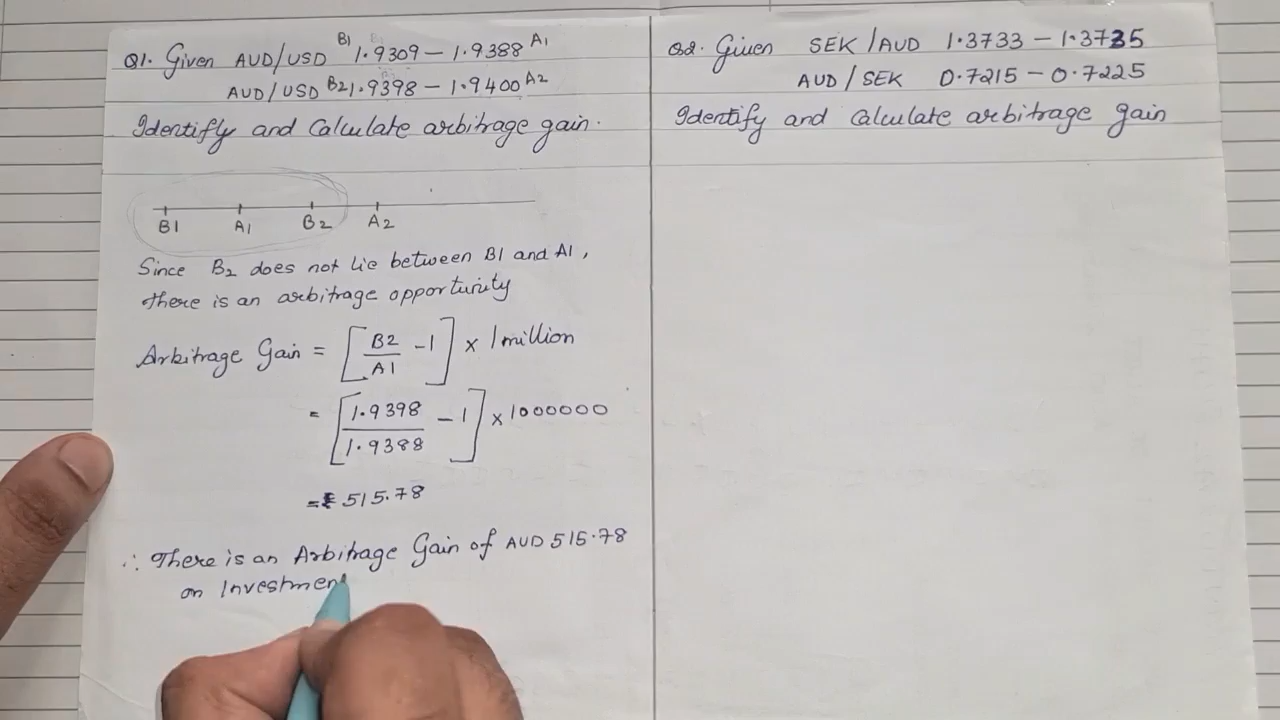 Q1. Given AUD/USD B1 1.9309 – 1.9388 A1
AUD/USD B2 1.9398 – 1.9400 A2
Identifly and Calculate arbitrage gain.
B1 A1 B2 A2
Since B2 does not lie between B1 and A1,
there is an arbitrage opportunity
Arbitrage Gain = [B2/A1 – 1] × 1 million
= [1.9398/1.9388 – 1] × 1000000
= 515.78
∴ There is an Arbitrage Gain of AUD 515.78
on Investmen
Q2. Given SEK/AUD 1.3733 – 1.3735
AUD/SEK 0.7215 – 0.7225
Identify and Calculate arbitrage gain